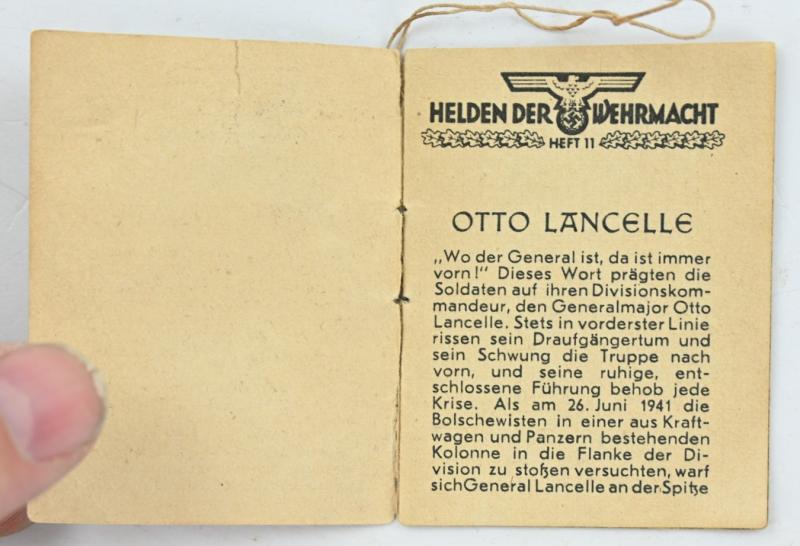 HELDEN DER WEHRMACHT
HEFT 11
OTTO LANCELLE
„Wo der General ist, da ist immer
vorn!" Dieses Wort prägten die
Soldaten auf ihren Divisionskom-
mandeur, den Generalmajor Otto
Lancelle. Stets in vorderster Linie
rissen sein Draufgängertum und
sein Schwung die Truppe nach
vorn, und seine ruhige, ent-
schlossene Führung behob jede
Krise. Als am 26. Juni 1941 die
Bolschewisten in einer aus Kraft-
wagen und Panzern bestehenden
Kolonne in die Flanke der Di-
vision zu stoßen versuchten, warf
sich General Lancelle an der Spitze